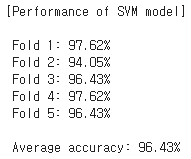 [Performance of SVM model]
Fold 1: 97.62%
Fold 2: 94.05%
Fold 3: 96.43%
Fold 4: 97.62%
Fold 5: 96.43%
Average accuracy: 96.43%